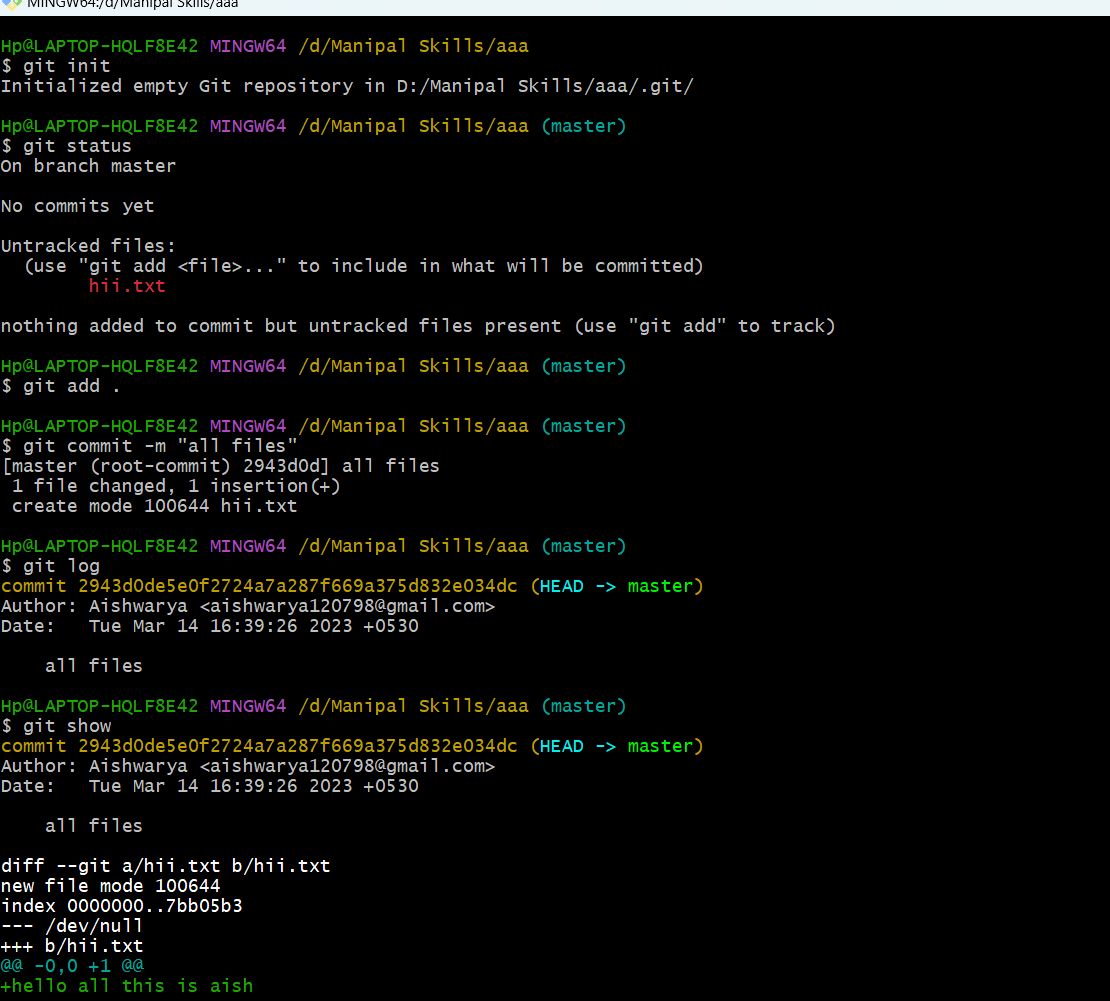 MINGW64:/d/Manipal Skills/aaa
Hp@LAPTOP-HQLF8E42 MINGW64 /d/Manipal Skills/aaa
$ git init
Initialized empty Git repository in D:/Manipal Skills/aaa/.git/
Hp@LAPTOP-HQLF8E42 MINGW64 /d/Manipal Skills/aaa (master)
$ git status
On branch master
No commits yet
Untracked files:
  (use "git add <file>..." to include in what will be committed)
        hii.txt
nothing added to commit but untracked files present (use "git add" to track)
Hp@LAPTOP-HQLF8E42 MINGW64 /d/Manipal Skills/aaa (master)
$ git add .
Hp@LAPTOP-HQLF8E42 MINGW64 /d/Manipal Skills/aaa (master)
$ git commit -m "all files"
[master (root-commit) 2943d0d] all files
 1 file changed, 1 insertion(+)
 create mode 100644 hii.txt
Hp@LAPTOP-HQLF8E42 MINGW64 /d/Manipal Skills/aaa (master)
$ git log
commit 2943d0de5e0f2724a7a287f669a375d832e034dc (HEAD -> master)
Author: Aishwarya <aishwarya120798@gmail.com>
Date:   Tue Mar 14 16:39:26 2023 +0530
    all files
Hp@LAPTOP-HQLF8E42 MINGW64 /d/Manipal Skills/aaa (master)
$ git show
commit 2943d0de5e0f2724a7a287f669a375d832e034dc (HEAD -> master)
Author: Aishwarya <aishwarya120798@gmail.com>
Date:   Tue Mar 14 16:39:26 2023 +0530
    all files
diff --git a/hii.txt b/hii.txt
new file mode 100644
index 0000000..7bb05b3
--- /dev/null
+++ b/hii.txt
@@ -0,0 +1 @@
+hello all this is aish